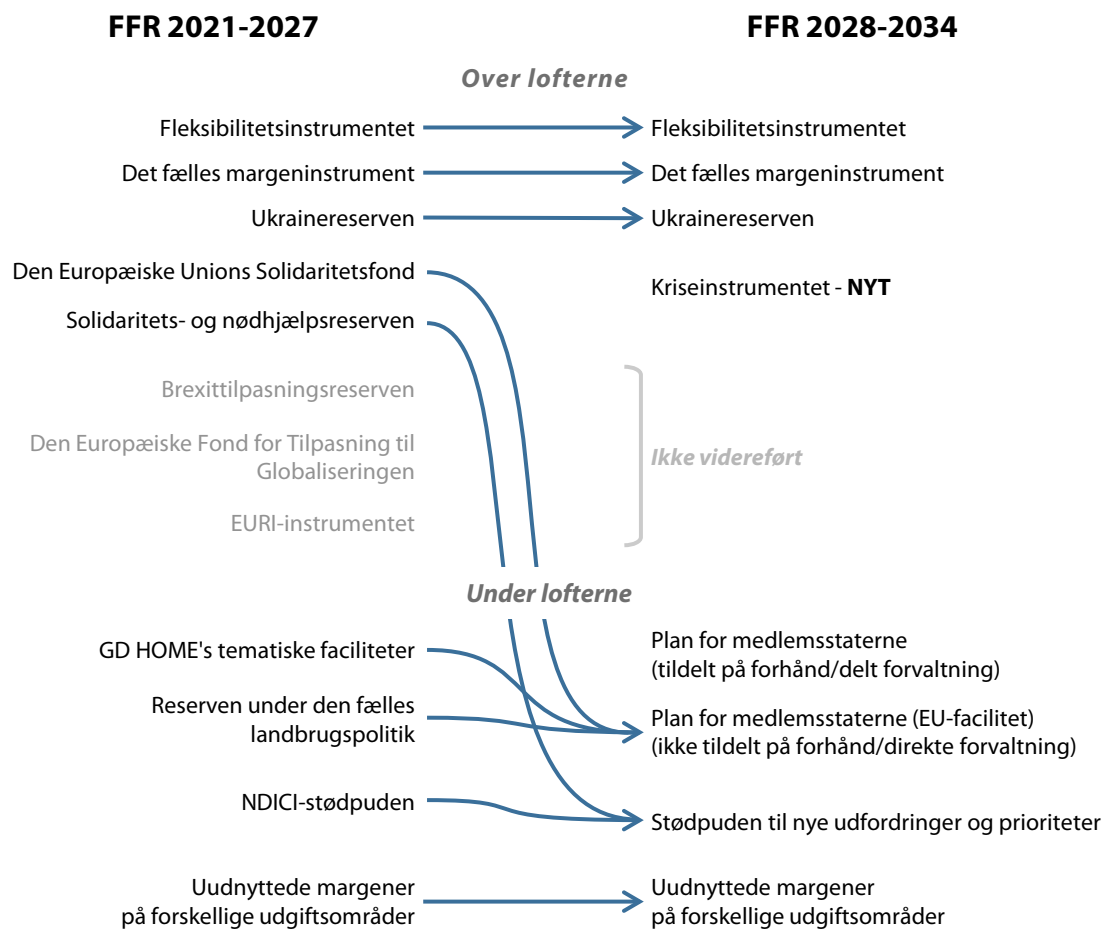 FFR 2021-2027
FFR 2028-2034
Over lofterne
Fleksibilitetsinstrumentet
Fleksibilitetsinstrumentet
Det fælles margeninstrument
Det fælles margeninstrument
Ukrainereserven
Ukrainereserven
Den Europæiske Unions Solidaritetsfond
Kriseinstrumentet - NYT
Solidaritets- og nødhjælpsreserven
Brexittilpasningsreserven
Den Europæiske Fond for Tilpasning til
Globaliseringen
Ikke videreført
EURI-instrumentet
Under lofterne
GD HOME's tematiske faciliteter
Plan for medlemsstaterne
(tildelt på forhånd/delt forvaltning)
Reserven under den fælles
landbrugspolitik
Plan for medlemsstaterne (EU-facilitet)
(ikke tildelt på forhånd/direkte forvaltning)
NDICI-stødpuden
Stødpuden til nye udfordringer og prioriteter
Uudnyttede margener
på forskellige udgiftsområder
Uudnyttede margener
på forskellige udgiftsområder